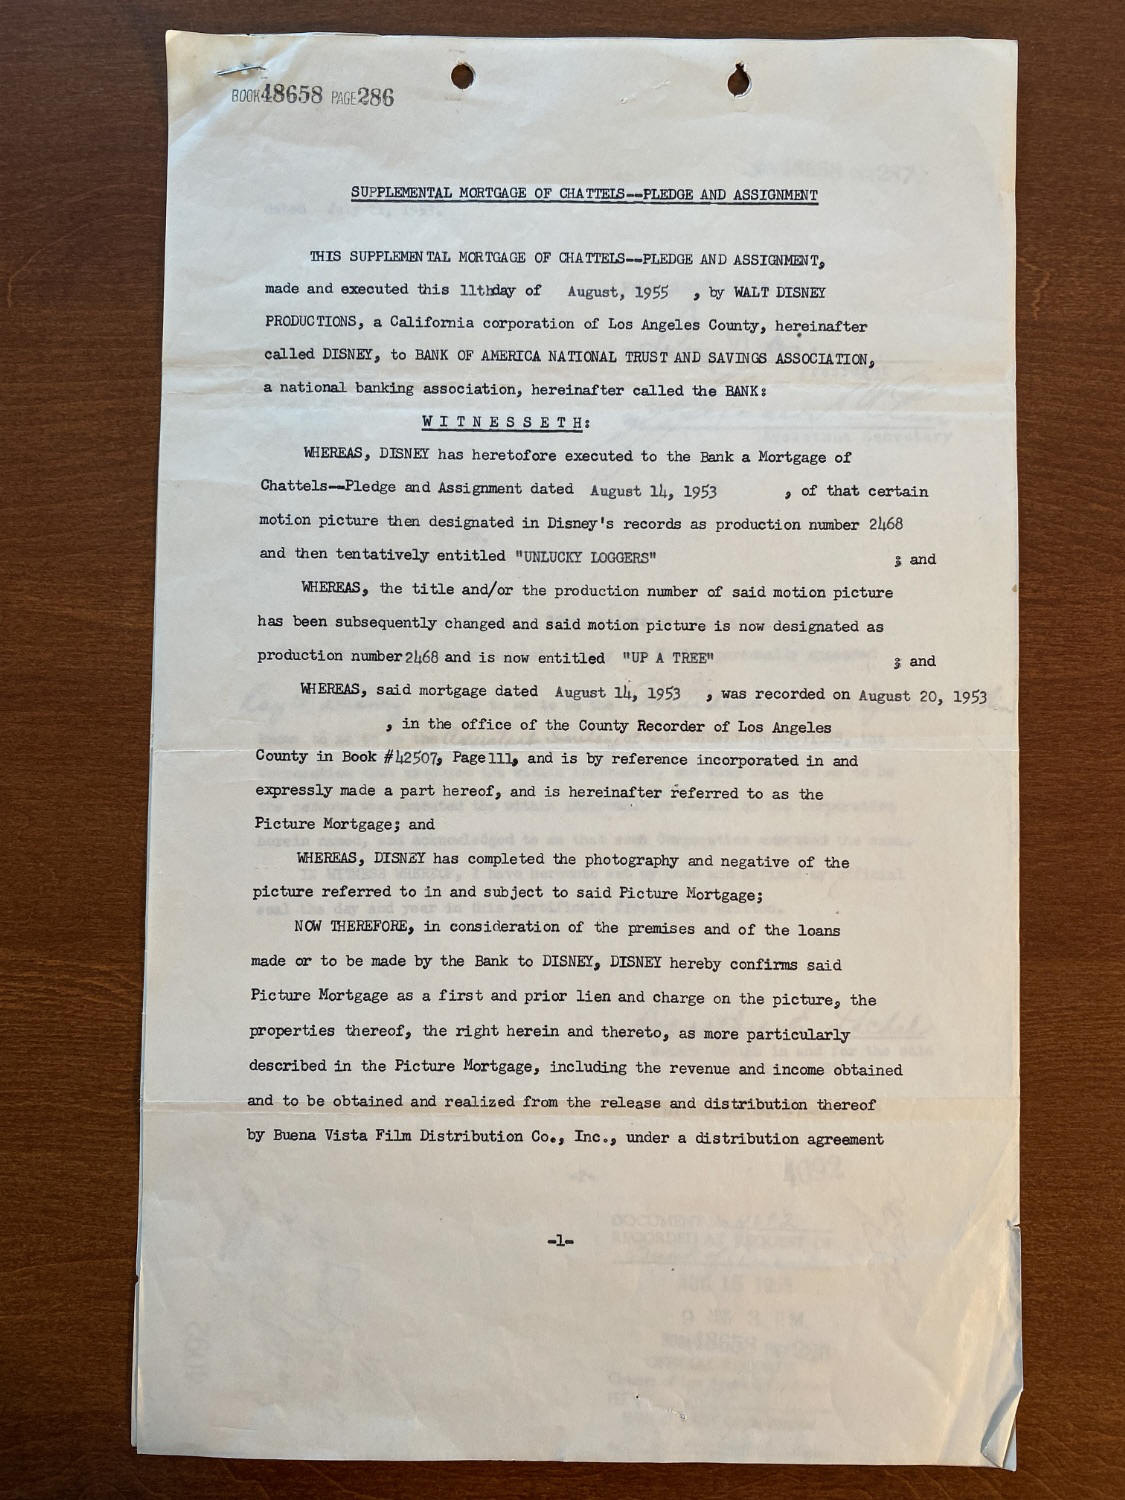 BOOK 48658 PAGE 286
SUPPLEMENTAL MORTGAGE OF CHATTELS--PLEDGE AND ASSIGNMENT
THIS SUPPLEMENTAL MORTGAGE OF CHATTELS--PLEDGE AND ASSIGNMENT,
made and executed this 11thday of August, 1955 , by WALT DISNEY
PRODUCTIONS, a California corporation of Los Angeles County, hereinafter
called DISNEY, to BANK OF AMERICA NATIONAL TRUST AND SAVINGS ASSOCIATION,
a national banking association, hereinafter called the BANK:
W I T N E S S E T H:
WHEREAS, DISNEY has heretofore executed to the Bank a Mortgage of
Chattels--Pledge and Assignment dated August 14, 1953 , of that certain
motion picture then designated in Disney's records as production number 2468
and then tentatively entitled "UNLUCKY LOGGERS" ; and
WHEREAS, the title and/or the production number of said motion picture
has been subsequently changed and said motion picture is now designated as
production number 2468 and is now entitled "UP A TREE" ; and
WHEREAS, said mortgage dated August 14, 1953 , was recorded on August 20, 1953
, in the office of the County Recorder of Los Angeles
County in Book #42507, Page 111, and is by reference incorporated in and
expressly made a part hereof, and is hereinafter referred to as the
Picture Mortgage; and
WHEREAS, DISNEY has completed the photography and negative of the
picture referred to in and subject to said Picture Mortgage;
NOW THEREFORE, in consideration of the premises and of the loans
made or to be made by the Bank to DISNEY, DISNEY hereby confirms said
Picture Mortgage as a first and prior lien and charge on the picture, the
properties thereof, the right herein and thereto, as more particularly
described in the Picture Mortgage, including the revenue and income obtained
and to be obtained and realized from the release and distribution thereof
by Buena Vista Film Distribution Co., Inc., under a distribution agreement
-1-